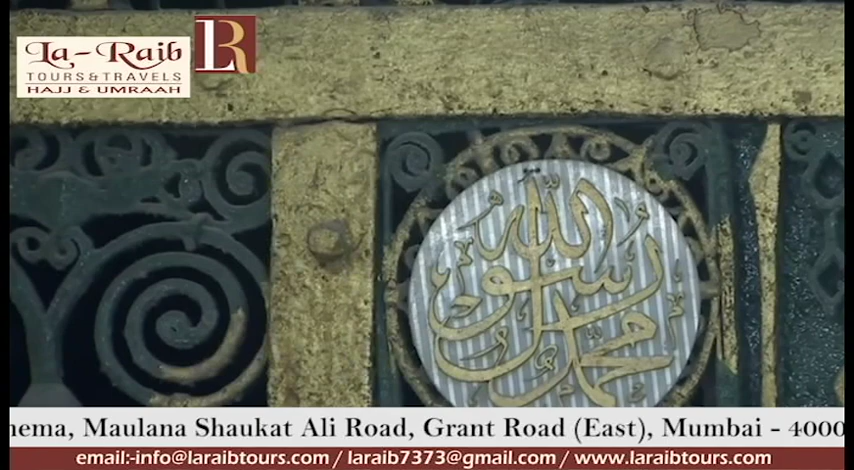 La-Raib
TOURS & TRAVELS
HAJJ & UMRAAH
LR
محمد رسول الله
nema, Maulana Shaukat Ali Road, Grant Road (East), Mumbai - 4000
email:-info@laraibtours.com / laraib7373@gmail.com / www.laraibtours.com